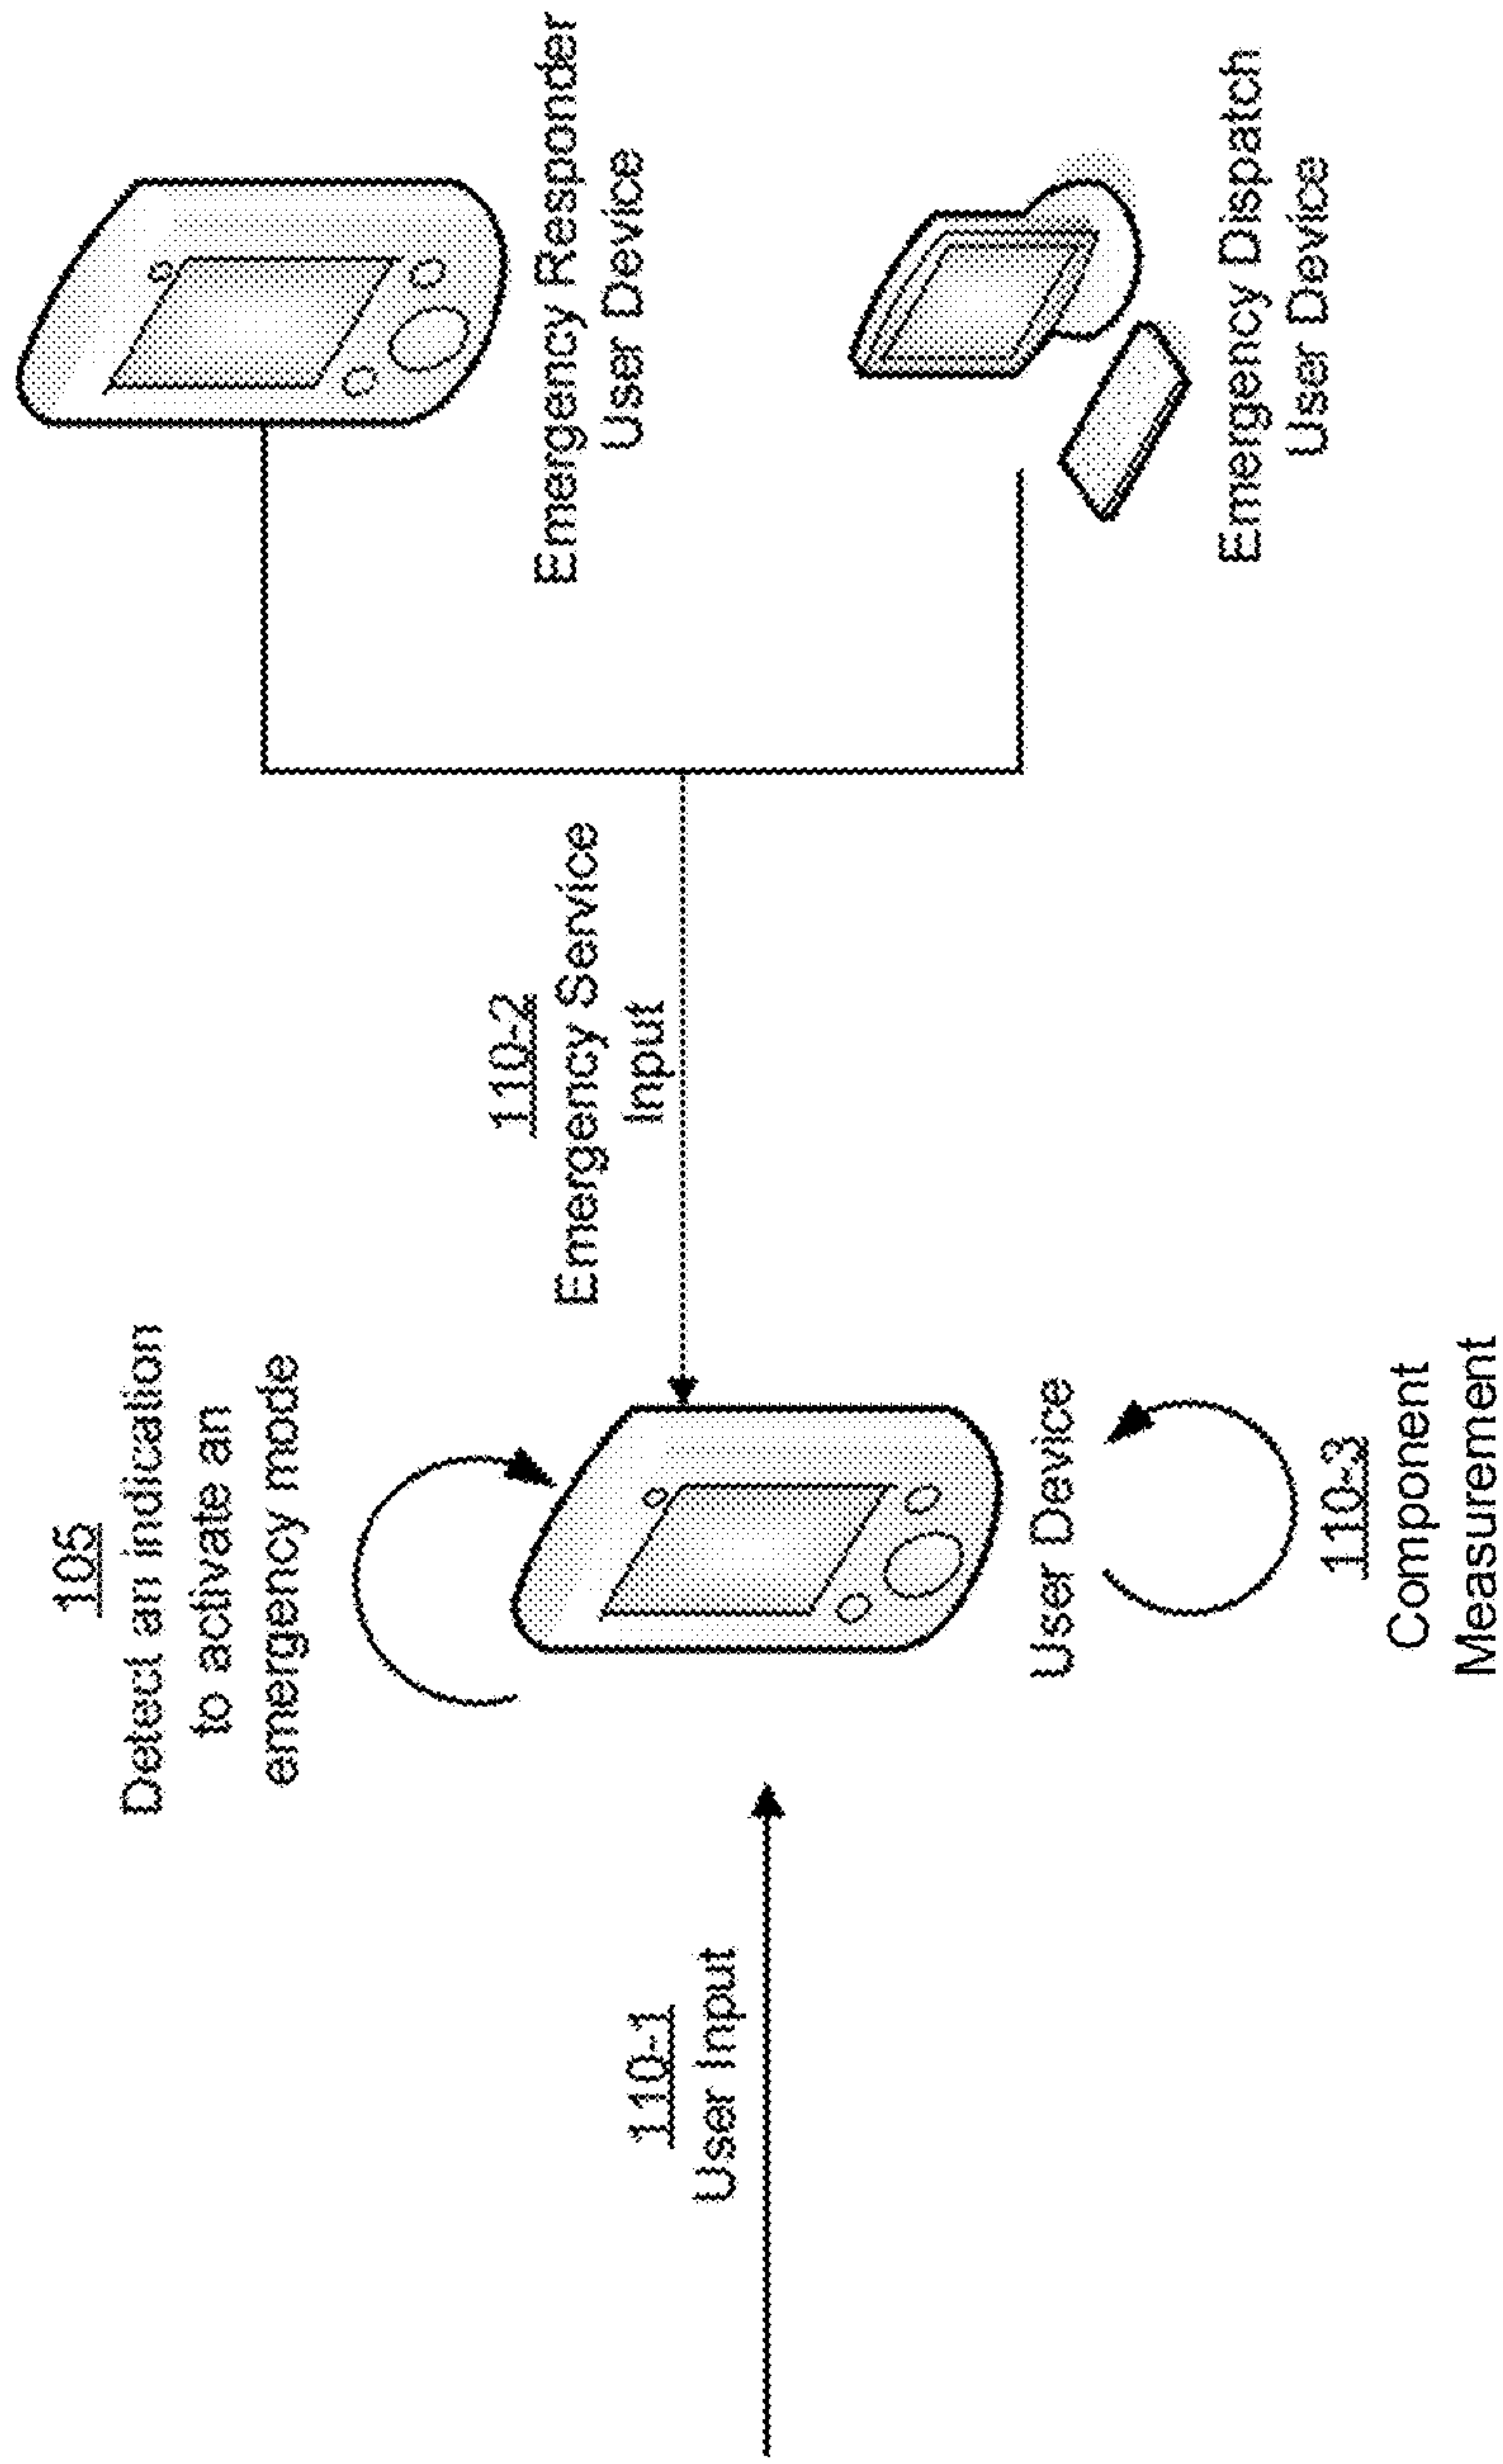 105
Detect an indication
to activate an
emergency mode
110-1
User Input
User Device
110-3
Component
Measurement
110-2
Emergency Service
Input
Emergency Responder
User Device
Emergency Dispatch
User Device